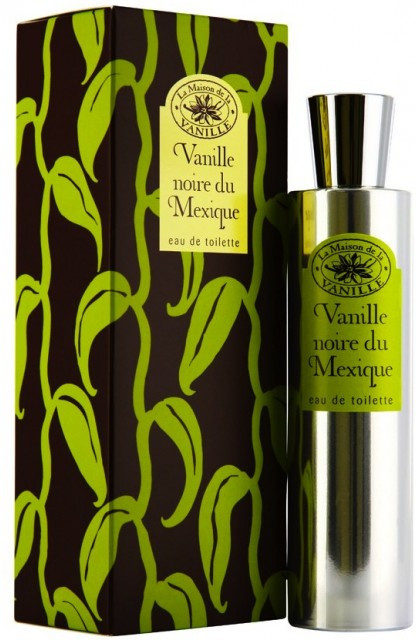 La Maison de la
VANILLE
Vanille
noire du
Mexique
eau de toilette
La Maison de la
VANILLE
Vanille
noire du
Mexique
eau de toilette